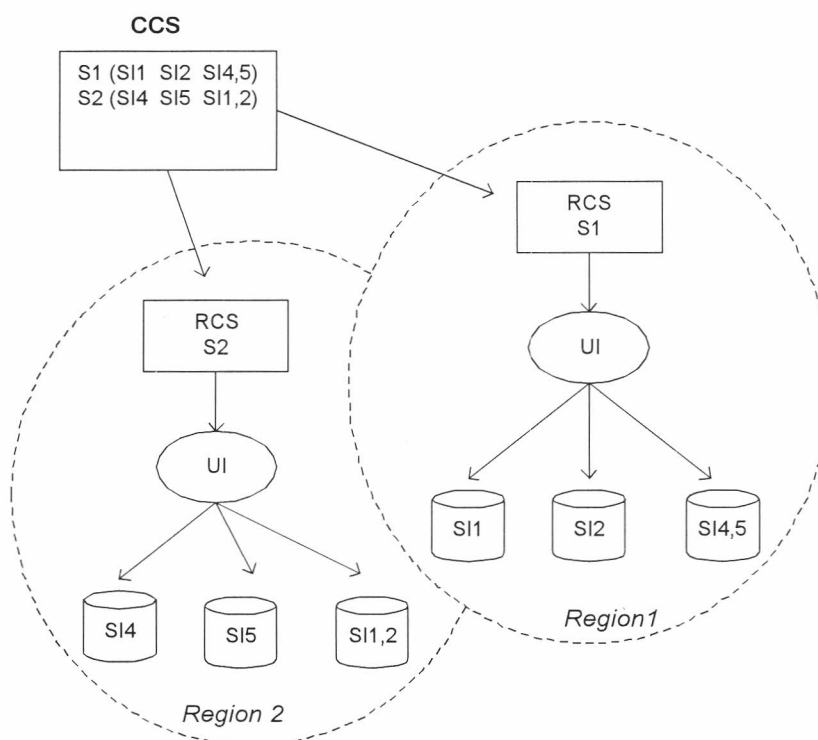 CCS
S1 (SI1 SI2 SI4,5)
S2 (SI4 SI5 SI1,2)
RCS
S1
UI
SI1
SI2
SI4,5
Region1
RCS
S2
UI
SI4
SI5
SI1,2
Region 2